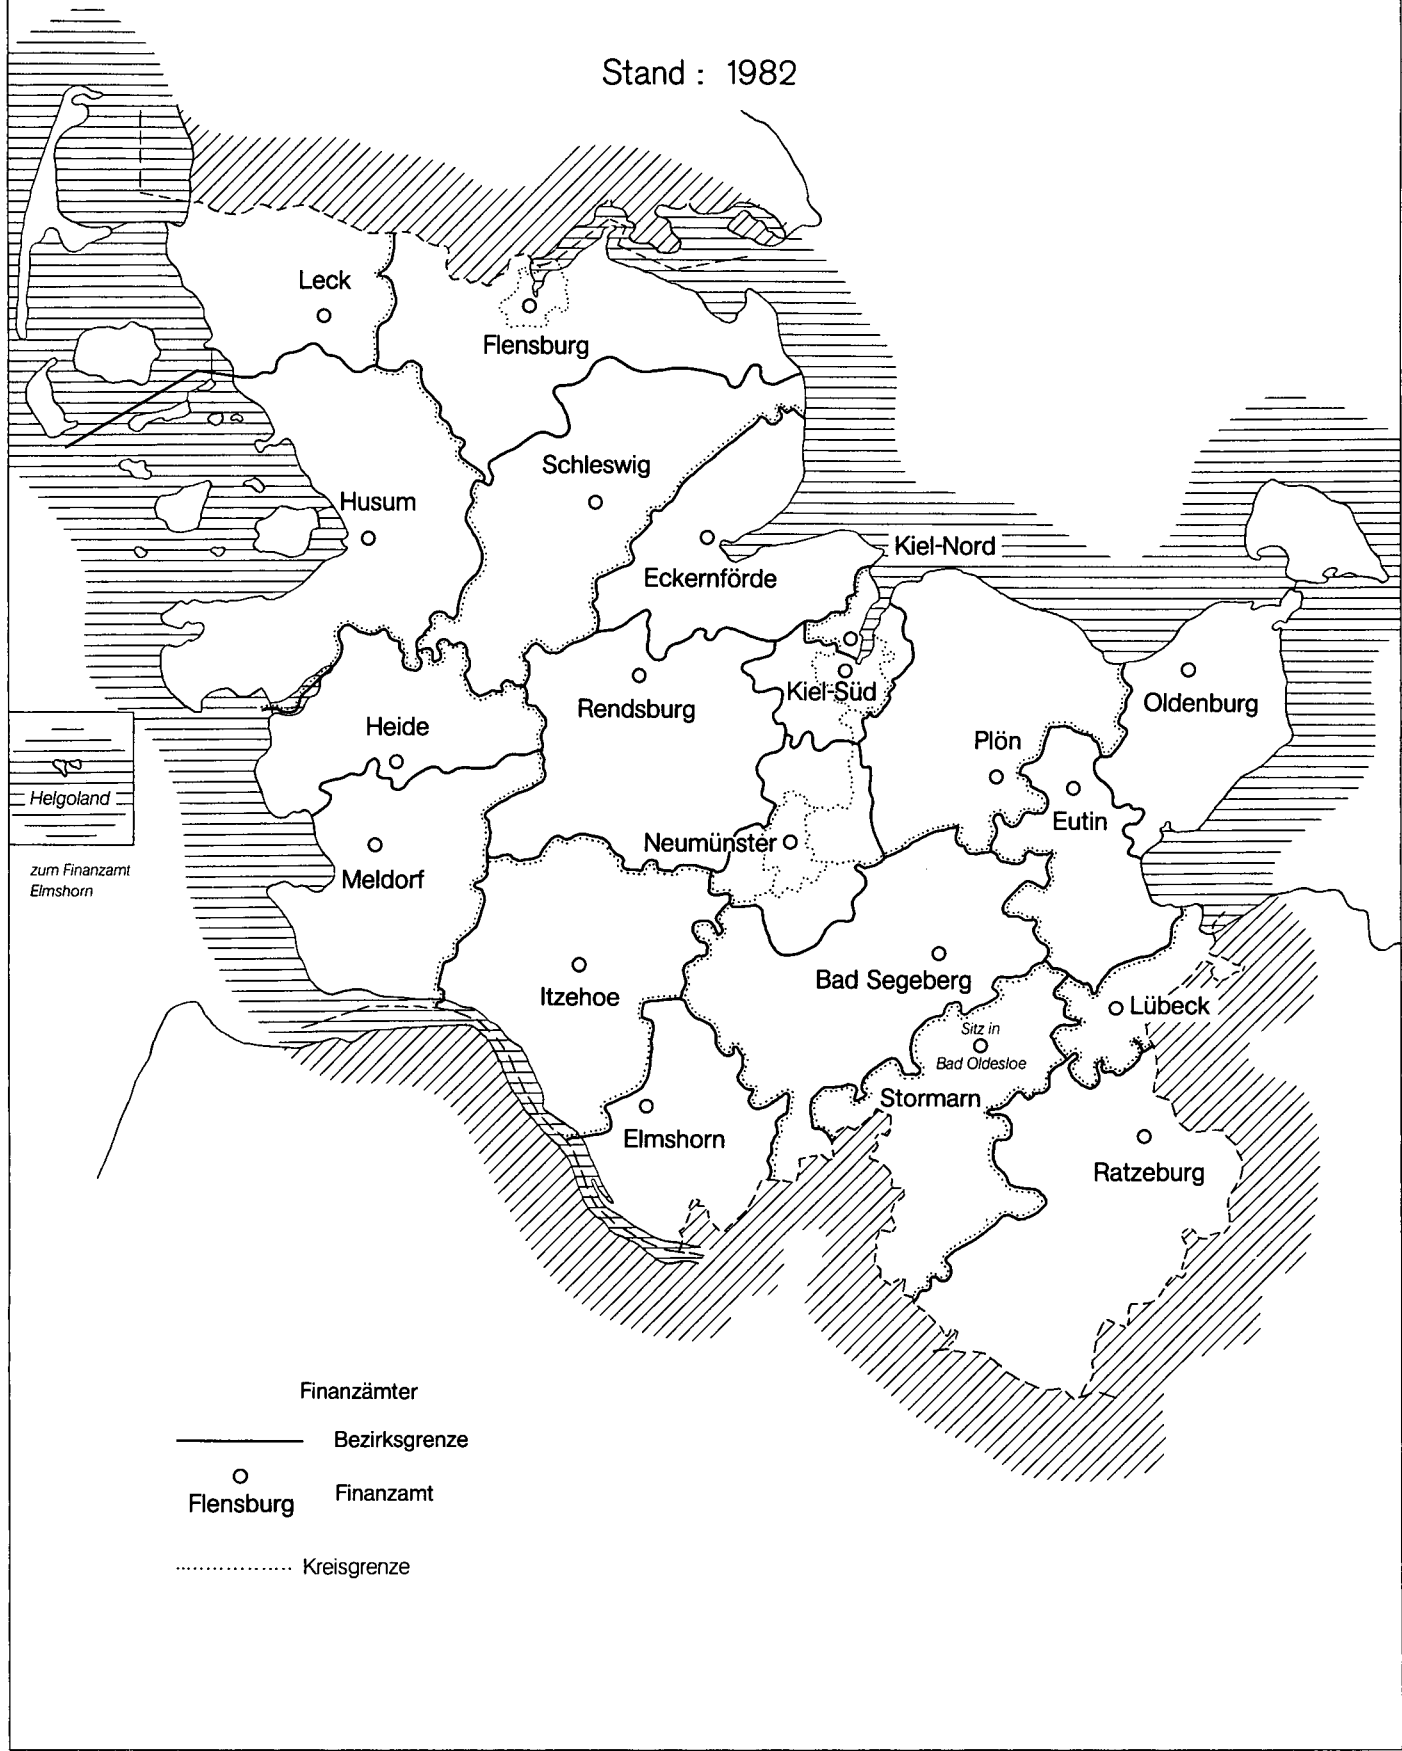 Stand : 1982
Leck
Flensburg
Schleswig
Husum
Kiel-Nord
Eckernförde
Kiel-Süd
Oldenburg
Rendsburg
Heide
Plön
Helgoland
Eutin
Neumünster
zum Finanzamt
Elmshorn
Meldorf
Bad Segeberg
Itzehoe
Lübeck
Sitz in
Bad Oldesloe
Stormarn
Elmshorn
Ratzeburg
Finanzämter
Bezirksgrenze
Flensburg
Finanzamt
Kreisgrenze